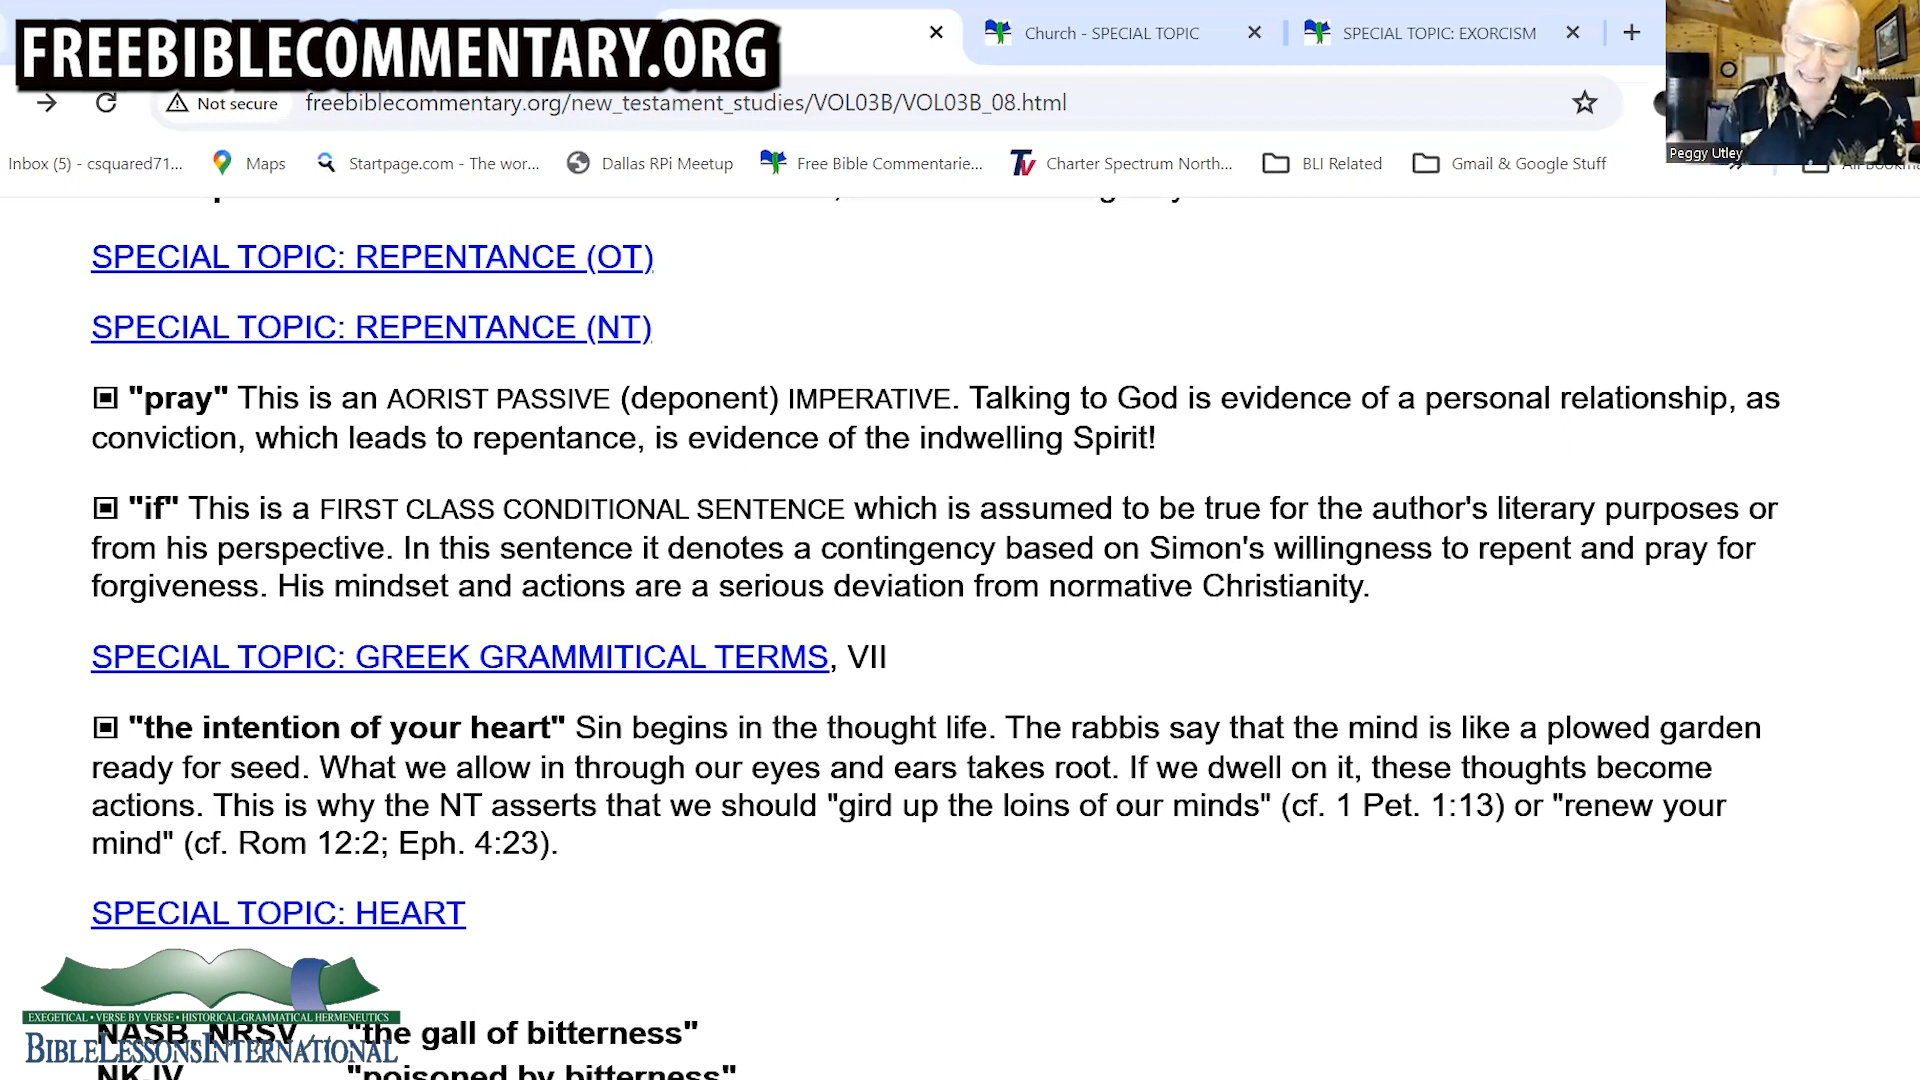 FREEBIBLECOMMENTARY.ORG
Church - SPECIAL TOPIC
SPECIAL TOPIC: EXORCISM
Not secure
freebiblecommentary.org/new_testament_studies/VOL03B/VOL03B_08.html
Peggy Utley
Inbox (5) - csquared71...
Maps
Startpage.com - The wor...
Dallas RPi Meetup
Free Bible Commentarie...
Charter Spectrum North...
BLI Related
Gmail & Google Stuff
SPECIAL TOPIC: REPENTANCE (OT)
SPECIAL TOPIC: REPENTANCE (NT)
"pray" This is an AORIST PASSIVE (deponent) IMPERATIVE. Talking to God is evidence of a personal relationship, as
conviction, which leads to repentance, is evidence of the indwelling Spirit!
"if" This is a FIRST CLASS CONDITIONAL SENTENCE which is assumed to be true for the author's literary purposes or
from his perspective. In this sentence it denotes a contingency based on Simon's willingness to repent and pray for
forgiveness. His mindset and actions are a serious deviation from normative Christianity.
SPECIAL TOPIC: GREEK GRAMMITICAL TERMS, VII
"the intention of your heart" Sin begins in the thought life. The rabbis say that the mind is like a plowed garden
ready for seed. What we allow in through our eyes and ears takes root. If we dwell on it, these thoughts become
actions. This is why the NT asserts that we should "gird up the loins of our minds" (cf. 1 Pet. 1:13) or "renew your
mind" (cf. Rom 12:2; Eph. 4:23).
SPECIAL TOPIC: HEART
EXEGETICAL • VERSE BY VERSE • HISTORICAL-GRAMMATICAL HERMENEUTICS
BIBLELESSONSINTERNATIONAL
NASB, NRSV "the gall of bitterness"
NKJV "poisoned by bitterness"